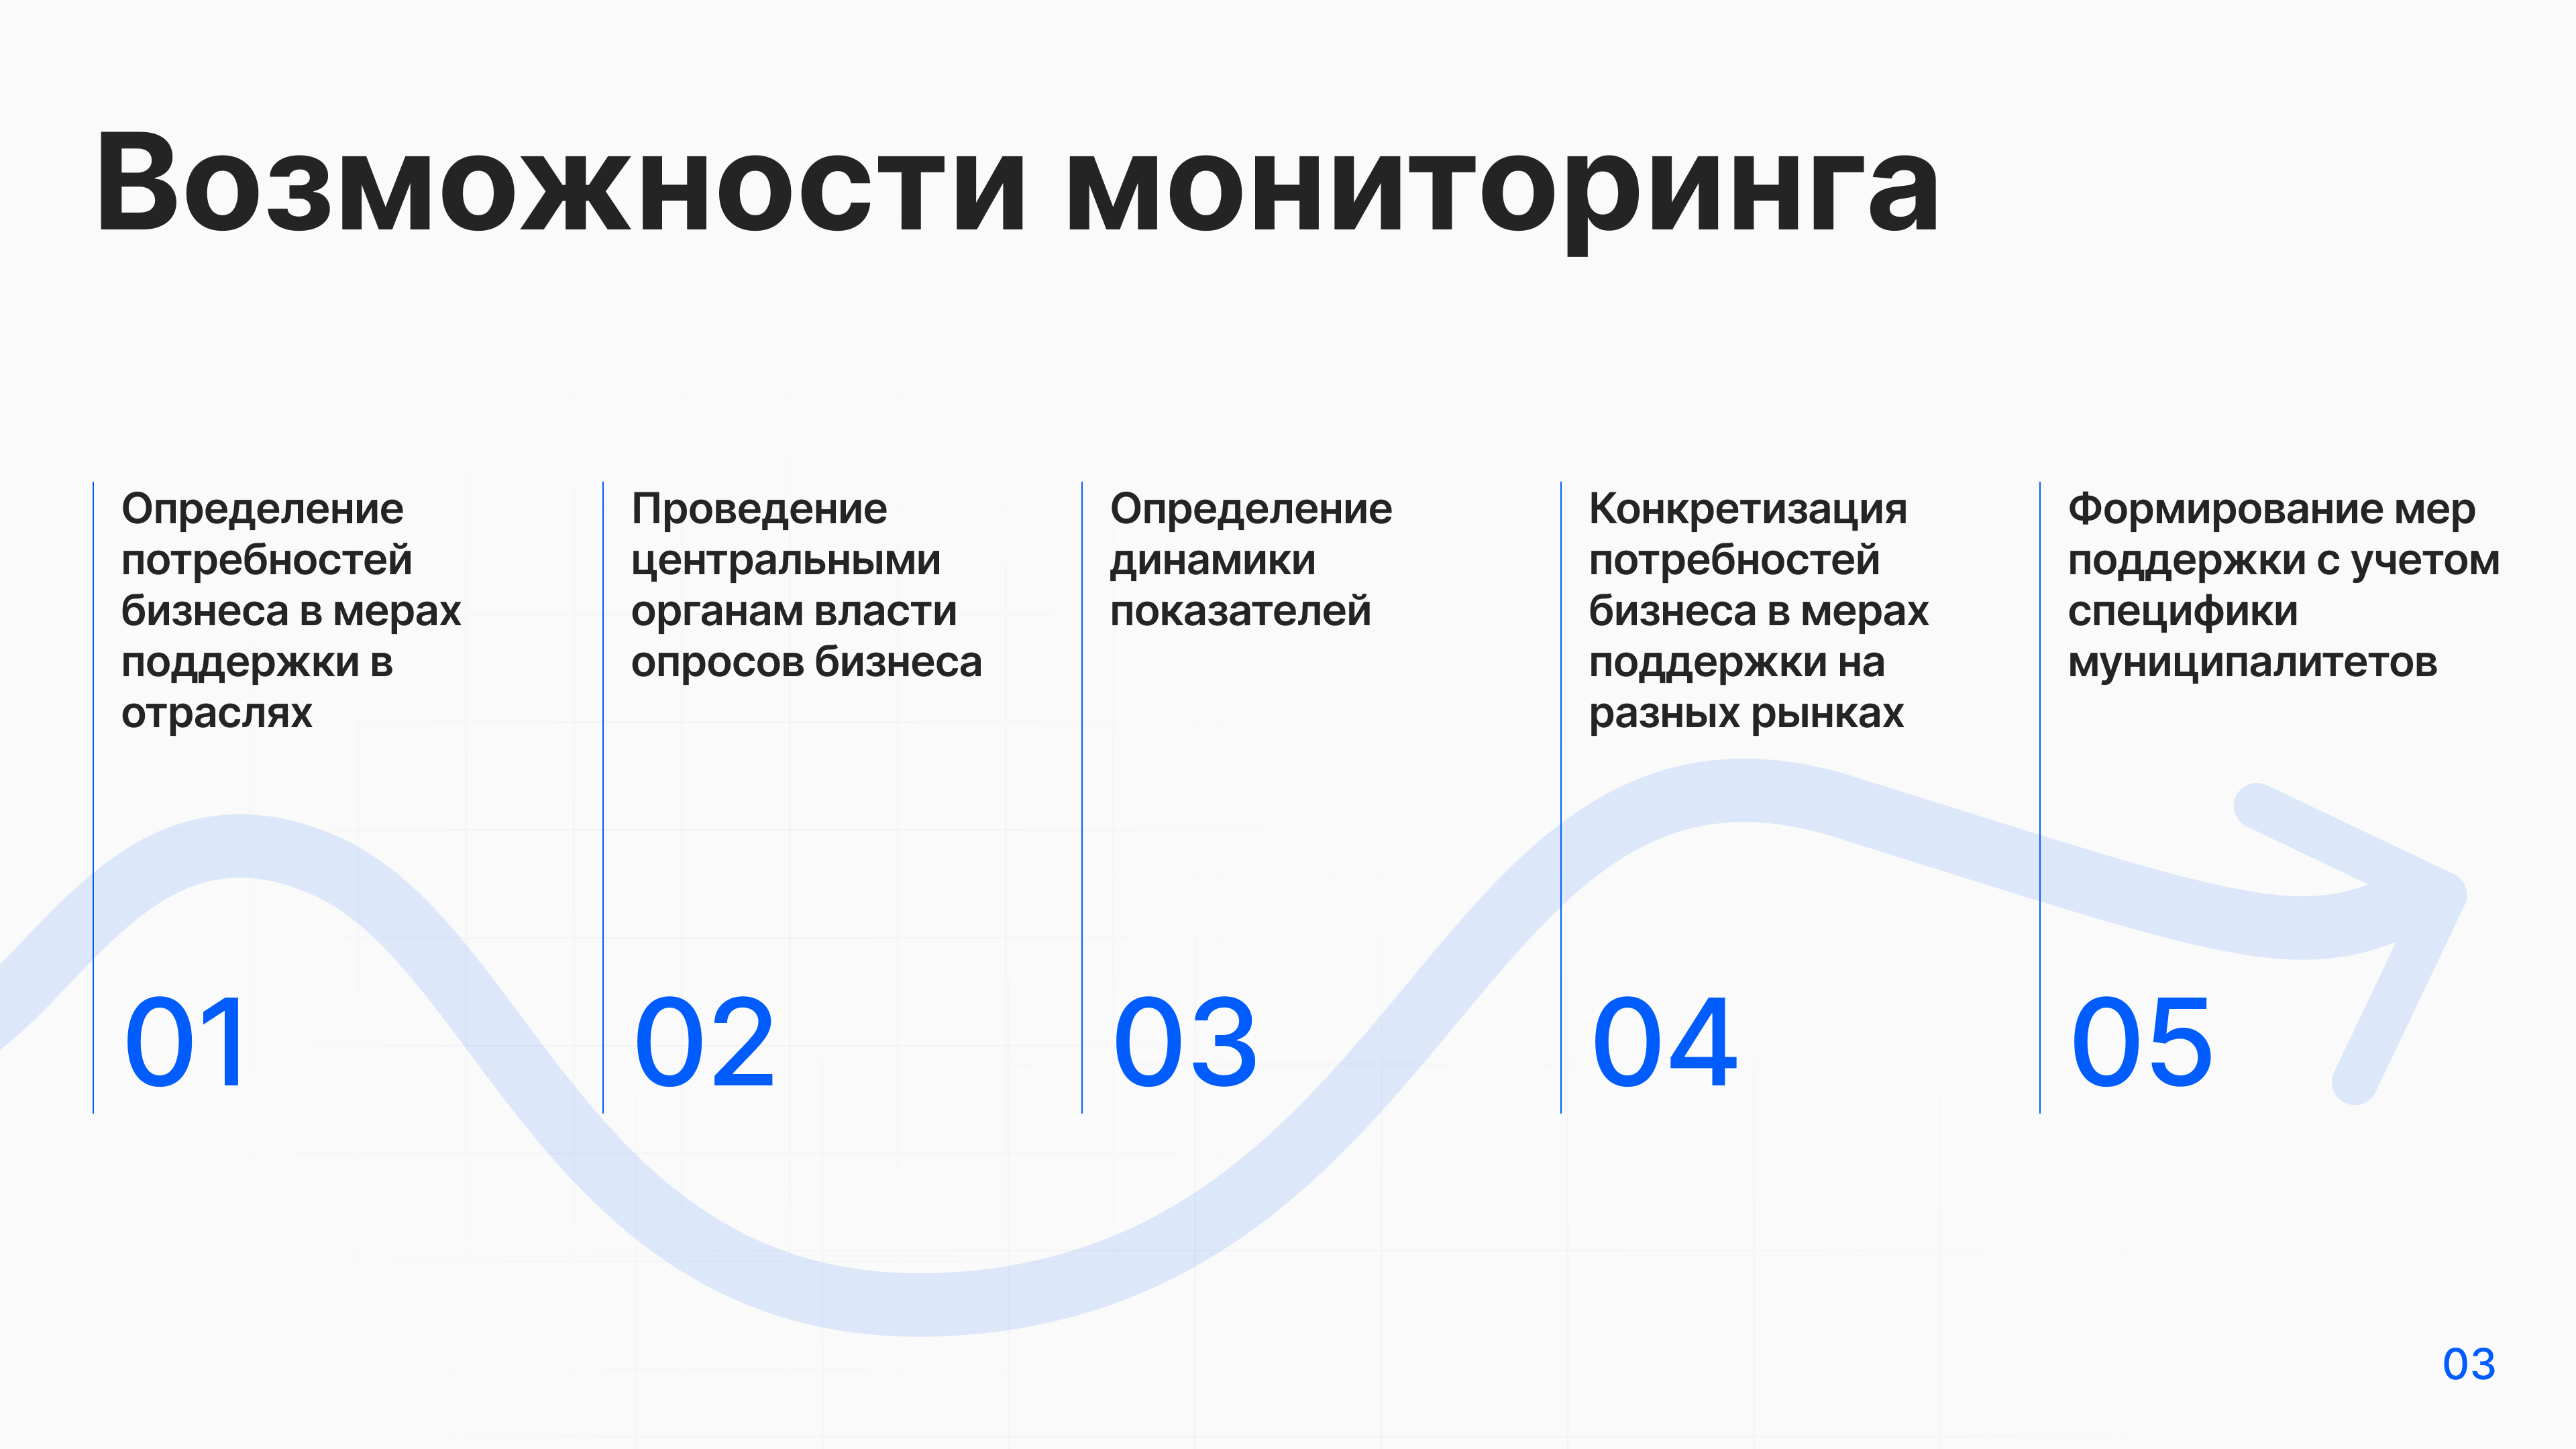 Возможности мониторинга
Определение
потребностей
бизнеса в мерах
поддержки в
отраслях
01
Проведение
центральными
органам власти
опросов бизнеса
02
Определение
динамики
показателей
03
Конкретизация
потребностей
бизнеса в мерах
поддержки на
разных рынках
04
Формирование мер
поддержки с учетом
специфики
муниципалитетов
05
03